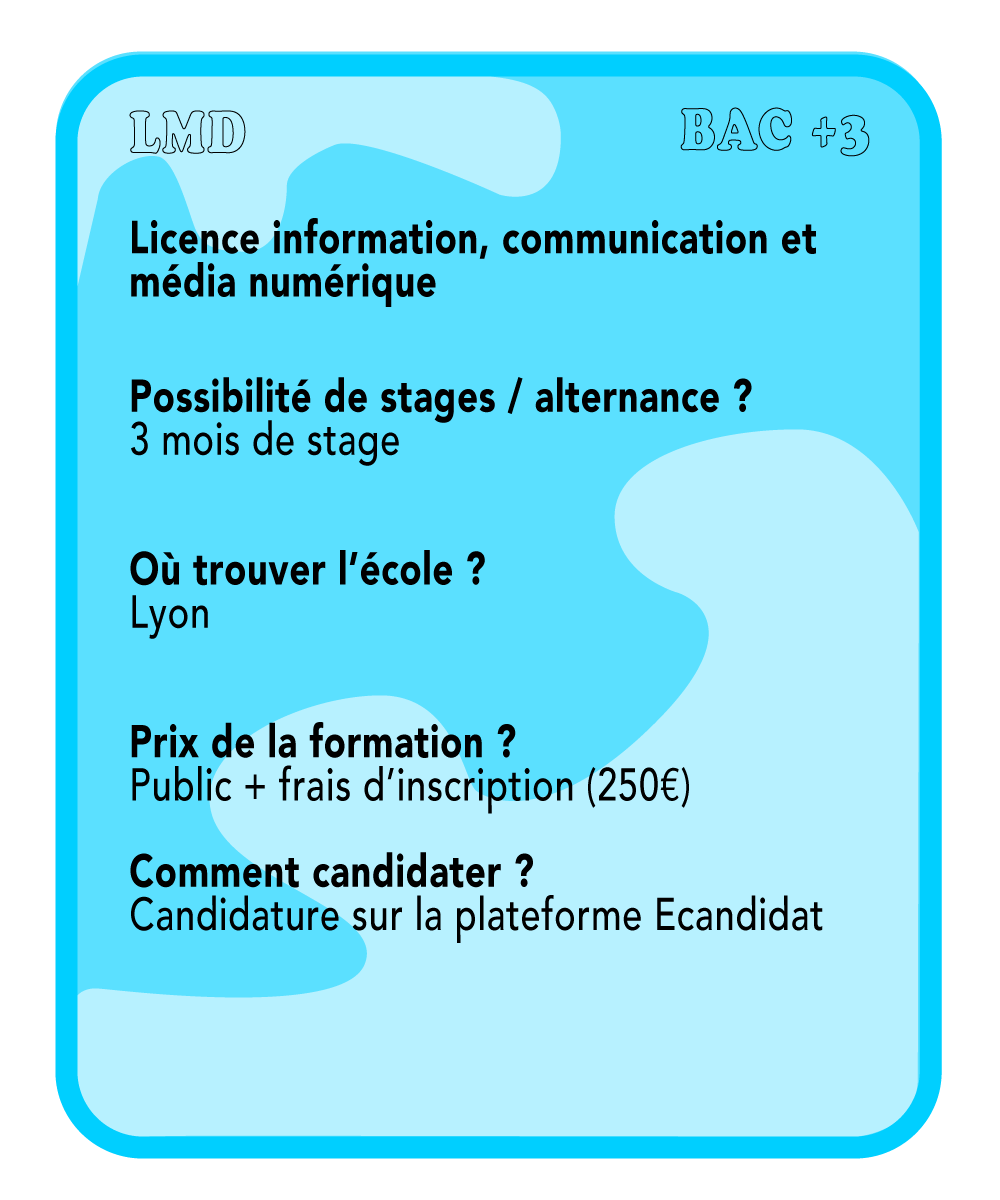 LMD
BAC +3
Licence information, communication et
média numérique
Possibilité de stages / alternance ?
3 mois de stage
Où trouver l’école ?
Lyon
Prix de la formation ?
Public + frais d’inscription (250€)
Comment candidater ?
Candidature sur la plateforme Ecandidat